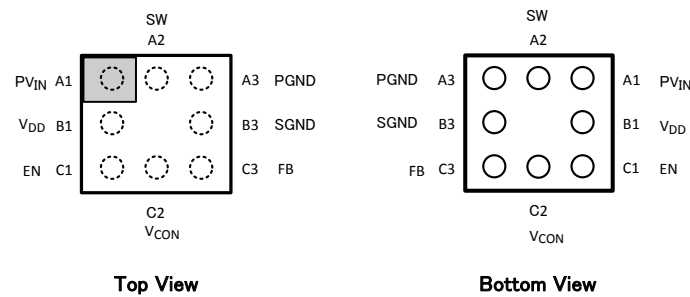 SW
A2
PVIN A1 A3 PGND
VDD B1 B3 SGND
EN C1 C3 FB
C2
VCON
Top View
SW
A2
PGND A3 A1 PVIN
SGND B3 B1 VDD
FB C3 C1 EN
C2
VCON
Bottom View